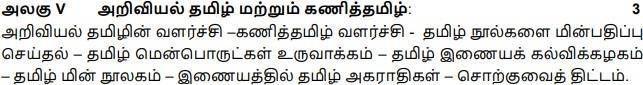 அலகு V அறிவியல் தமிழ் மற்றும் கணித்தமிழ்: 3
அறிவியல் தமிழின் வளர்ச்சி –கணித்தமிழ் வளர்ச்சி - தமிழ் நூல்களை மின்பதிப்பு
செய்தல் – தமிழ் மென்பொருட்கள் உருவாக்கம் – தமிழ் இணையக் கல்விக்கழகம்
– தமிழ் மின் நூலகம் – இணையத்தில் தமிழ் அகராதிகள் – சொற்குவைத் திட்டம்.